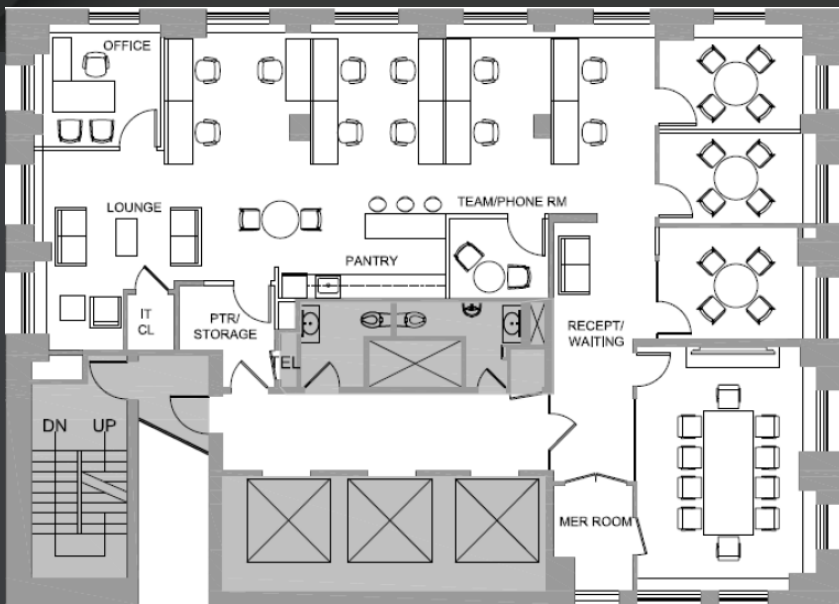 OFFICE
LOUNGE
TEAM/PHONE RM
PANTRY
IT
CL
PTR/
STORAGE
TEL
RECEPT/
WAITING
DN UP
MER ROOM